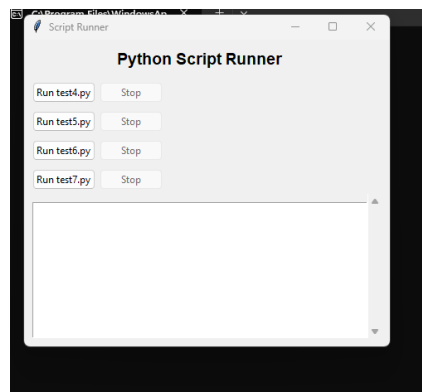 C:\Program Files\WindowsAp
Script Runner
Python Script Runner
Run test4.py Stop
Run test5.py Stop
Run test6.py Stop
Run test7.py Stop